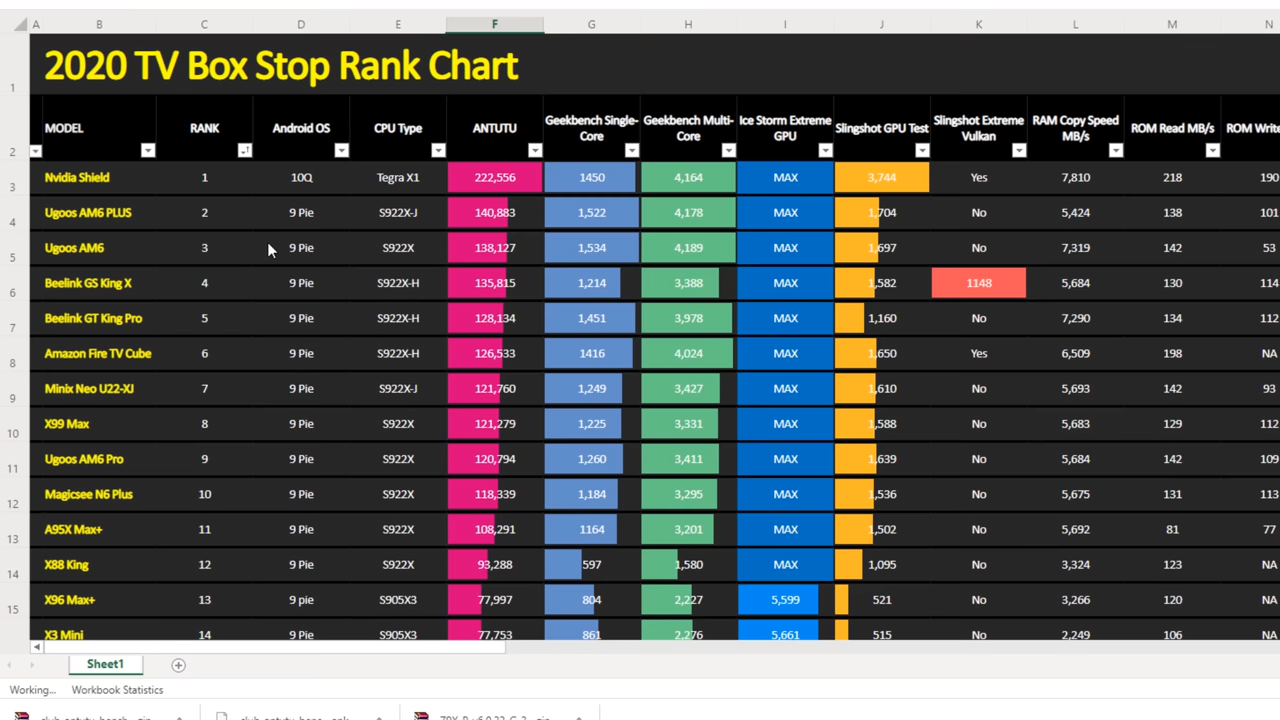 A B C D E F G H I J K L M N
1 2020 TV Box Stop Rank Chart
2 MODEL RANK Android OS CPU Type ANTUTU Geekbench Single-Core Geekbench Multi-Core Ice Storm Extreme GPU Slingshot GPU Test Slingshot Extreme Vulkan RAM Copy Speed MB/s ROM Read MB/s ROM Write
3 Nvidia Shield 1 10Q Tegra X1 222,556 1450 4,164 MAX 3,744 Yes 7,810 218 190
4 Ugoos AM6 PLUS 2 9 Pie S922X-J 140,883 1,522 4,178 MAX 1,704 No 5,424 138 101
5 Ugoos AM6 3 9 Pie S922X 138,127 1,534 4,189 MAX 1,697 No 7,319 142 53
6 Beelink GS King X 4 9 Pie S922X-H 135,815 1,214 3,388 MAX 1,582 1148 5,684 130 114
7 Beelink GT King Pro 5 9 Pie S922X-H 128,134 1,451 3,978 MAX 1,160 No 7,290 134 112
8 Amazon Fire TV Cube 6 9 Pie S922X-H 126,533 1416 4,024 MAX 1,650 Yes 6,509 198 NA
9 Minix Neo U22-XJ 7 9 Pie S922X-J 121,760 1,249 3,427 MAX 1,610 No 5,693 142 93
10 X99 Max 8 9 Pie S922X 121,279 1,225 3,331 MAX 1,588 No 5,683 129 112
11 Ugoos AM6 Pro 9 9 Pie S922X 120,794 1,260 3,411 MAX 1,639 No 5,684 142 109
12 Magicsee N6 Plus 10 9 Pie S922X 118,339 1,184 3,295 MAX 1,536 No 5,675 131 113
13 A95X Max+ 11 9 Pie S922X 108,291 1164 3,201 MAX 1,502 No 5,692 81 77
14 X88 King 12 9 Pie S922X 93,288 597 1,580 MAX 1,095 No 3,324 123 NA
15 X96 Max+ 13 9 pie S905X3 77,997 804 2,227 5,599 521 No 3,266 120 NA
X3 Mini 14 9 Pie S905X3 77,753 861 2,276 5,661 515 No 2,249 106 NA
Sheet1
Working... Workbook Statistics